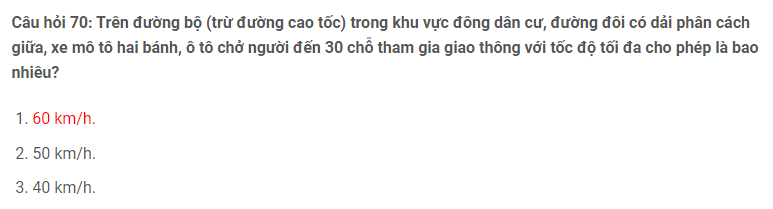 Câu hỏi 70: Trên đường bộ (trừ đường cao tốc) trong khu vực đông dân cư, đường đôi có dải phân cách
giữa, xe mô tô hai bánh, ô tô chở người đến 30 chỗ tham gia giao thông với tốc độ tối đa cho phép là bao
nhiêu?
1. 60 km/h.
2. 50 km/h.
3. 40 km/h.